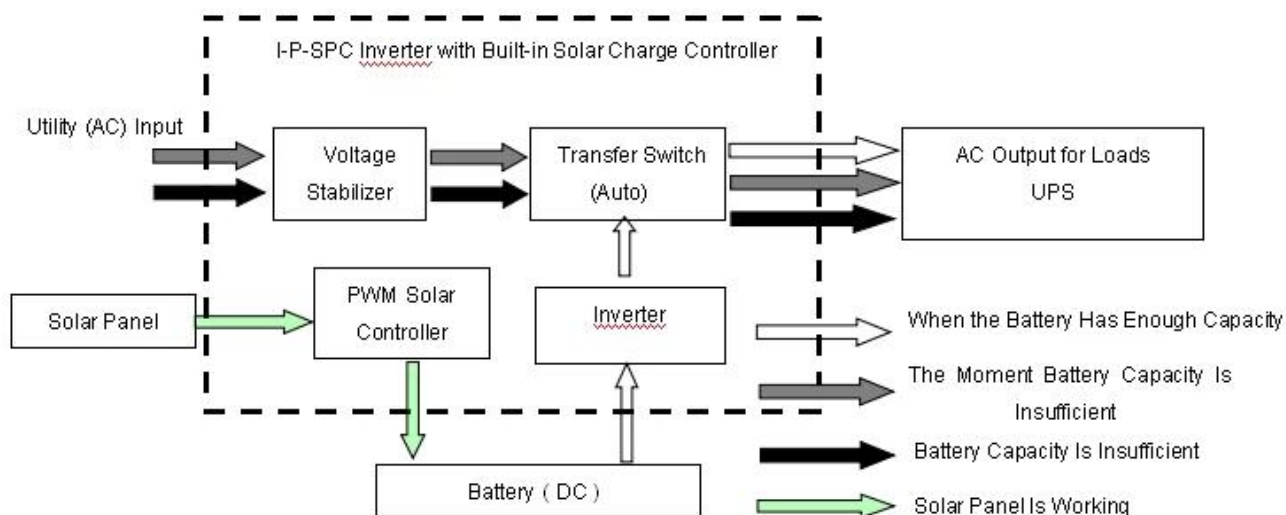 I-P-SPC Inverter with Built-in Solar Charge Controller
Utility (AC) Input
Voltage
Stabilizer
Transfer Switch
(Auto)
AC Output for Loads
UPS
Solar Panel
PWM Solar
Controller
Inverter
Battery ( DC )
When the Battery Has Enough Capacity
The Moment Battery Capacity Is
Insufficient
Battery Capacity Is Insufficient
Solar Panel Is Working